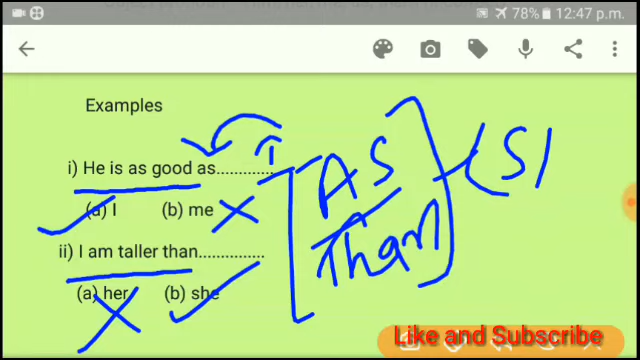 78% 12:47 p.m.
Examples
i) He is as good as.............. I
(a) I (b) me
ii) I am taller than................
(a) her (b) she
AS
Than
(S)
Like and Subscribe